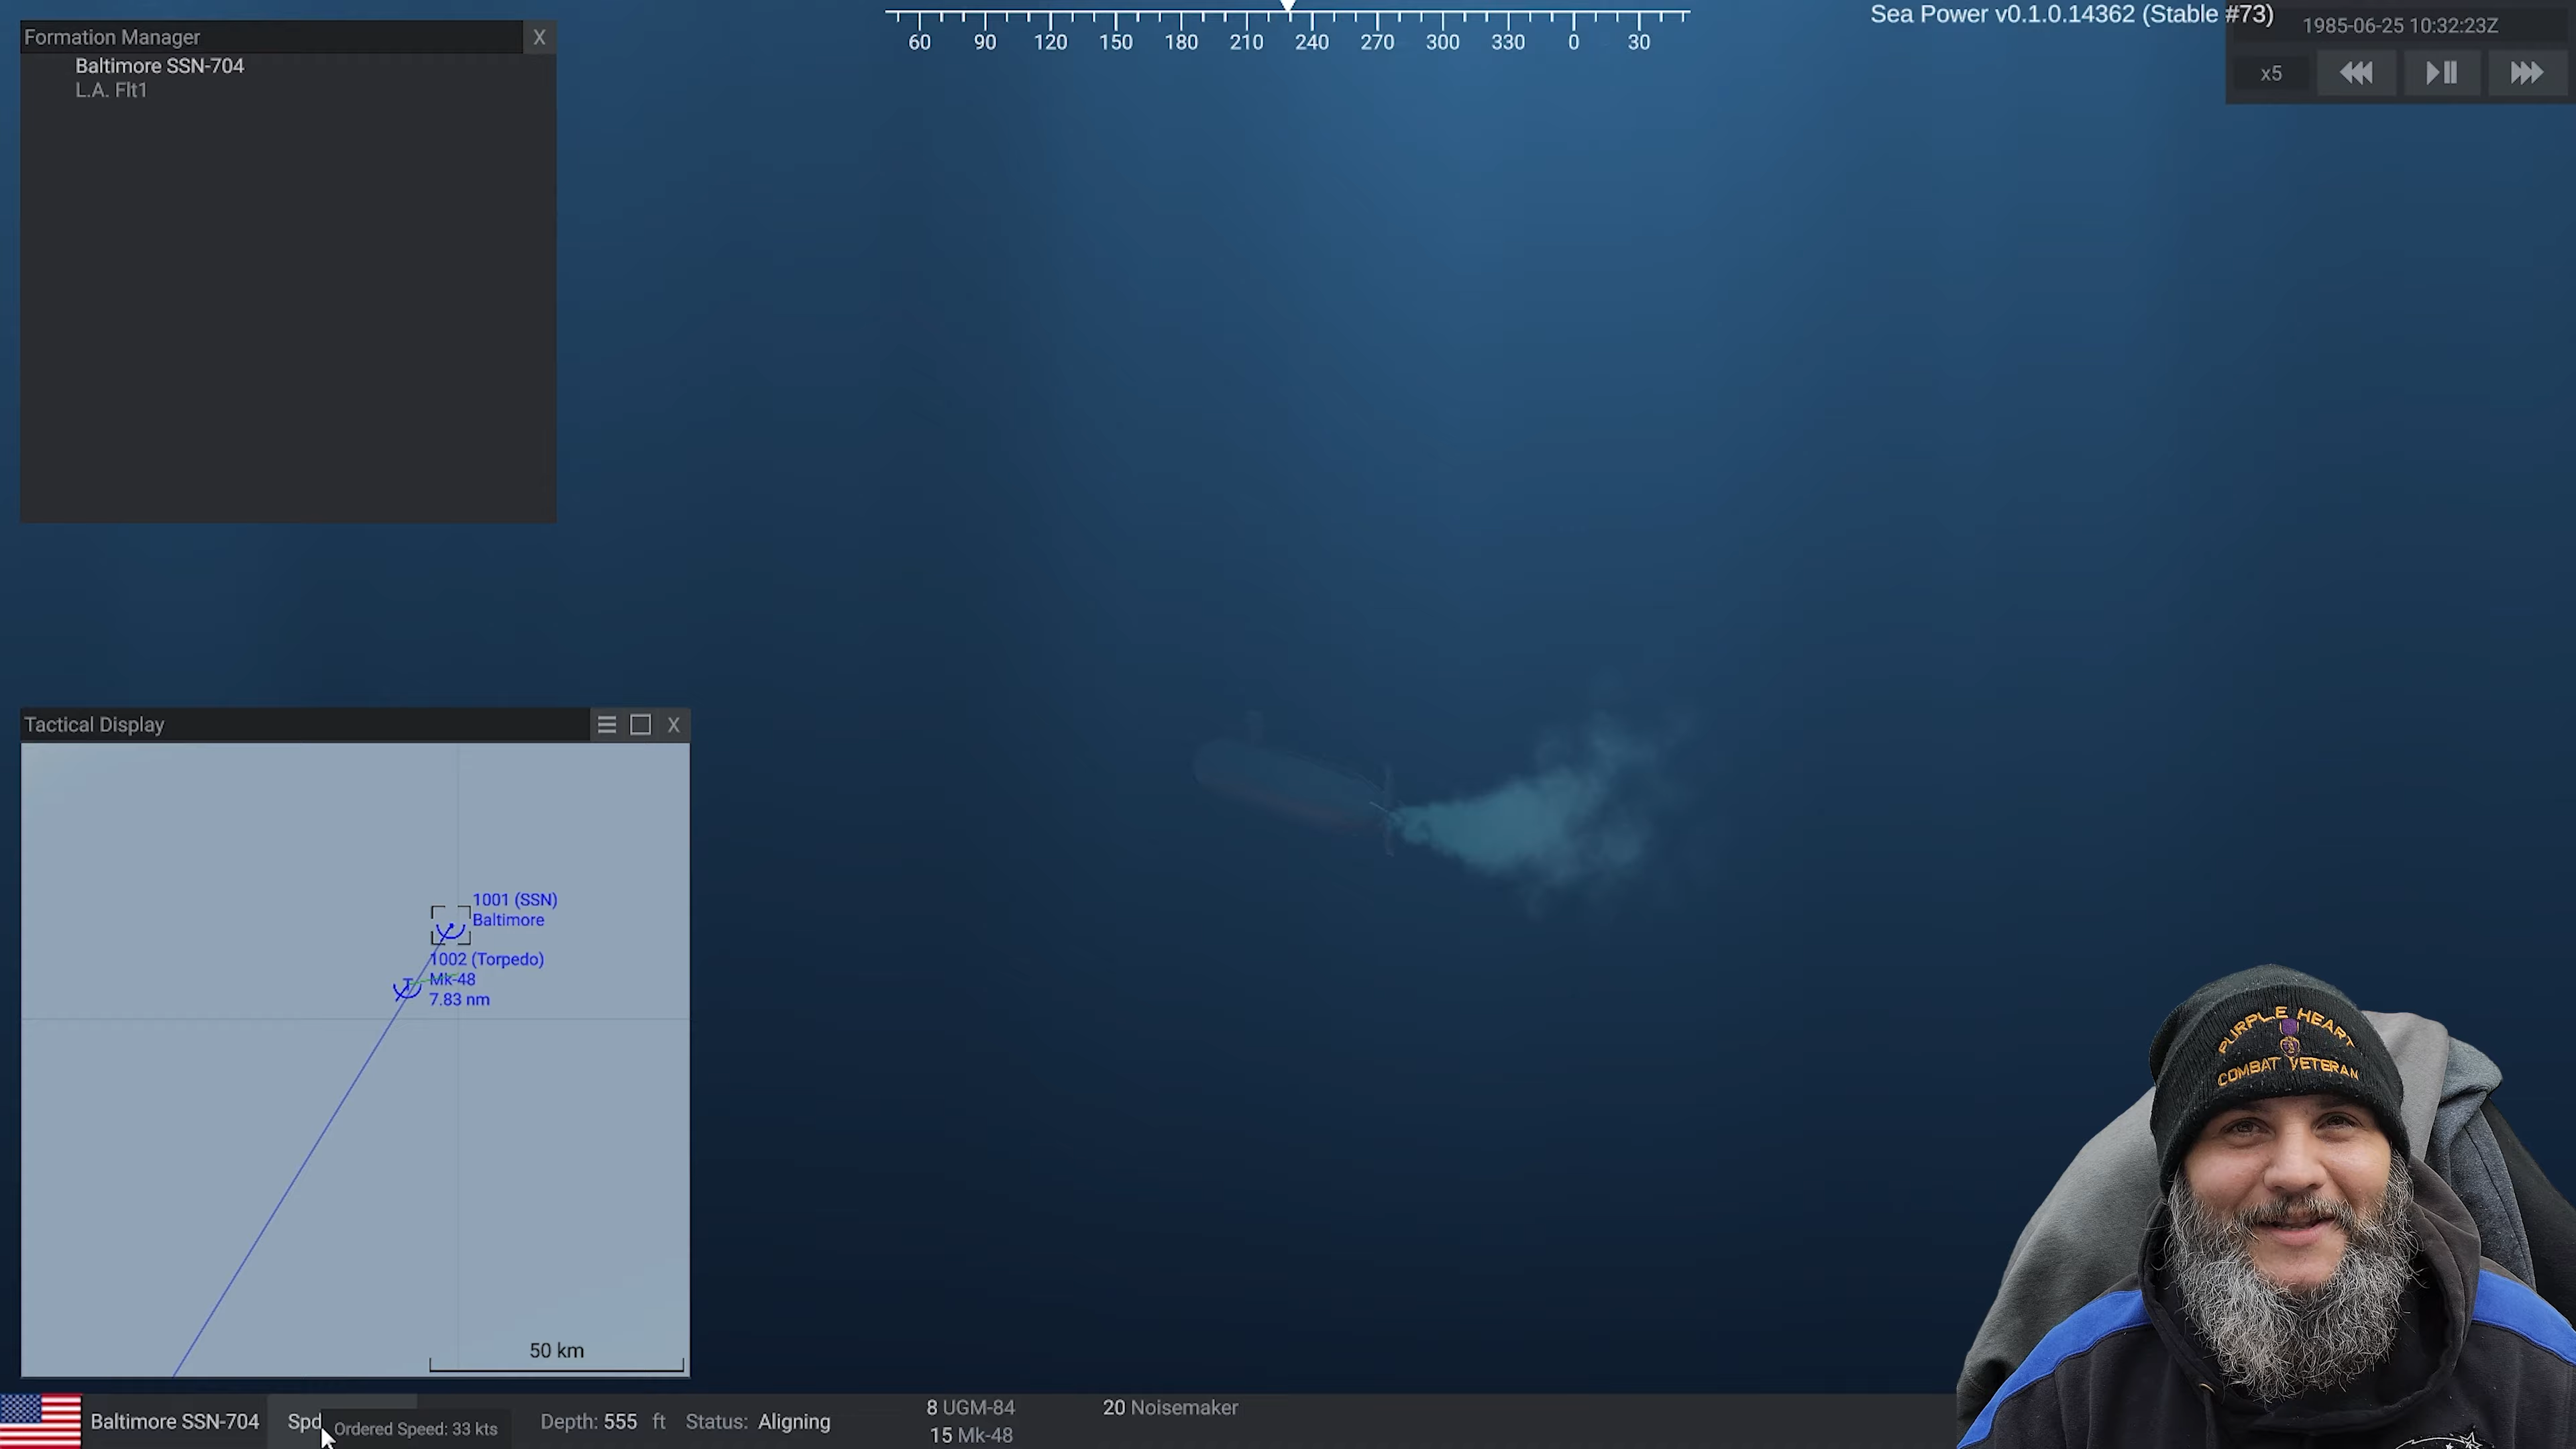 Formation Manager X
Baltimore SSN-704
L.A. Flt1
60 90 120 150 180 210 240 270 300 330 0 30
Sea Power v0.1.0.14362 (Stable #73)
1985-06-25 10:32:23Z
x5
Tactical Display X
1001 (SSN)
Baltimore
1002 (Torpedo)
Mk-48
7.83 nm
50 km
PURPLE HEART
COMBAT VETERAN
Baltimore SSN-704 Spd Ordered Speed: 33 kts Depth: 555 ft Status: Aligning
8 UGM-84 20 Noisemaker
15 Mk-48